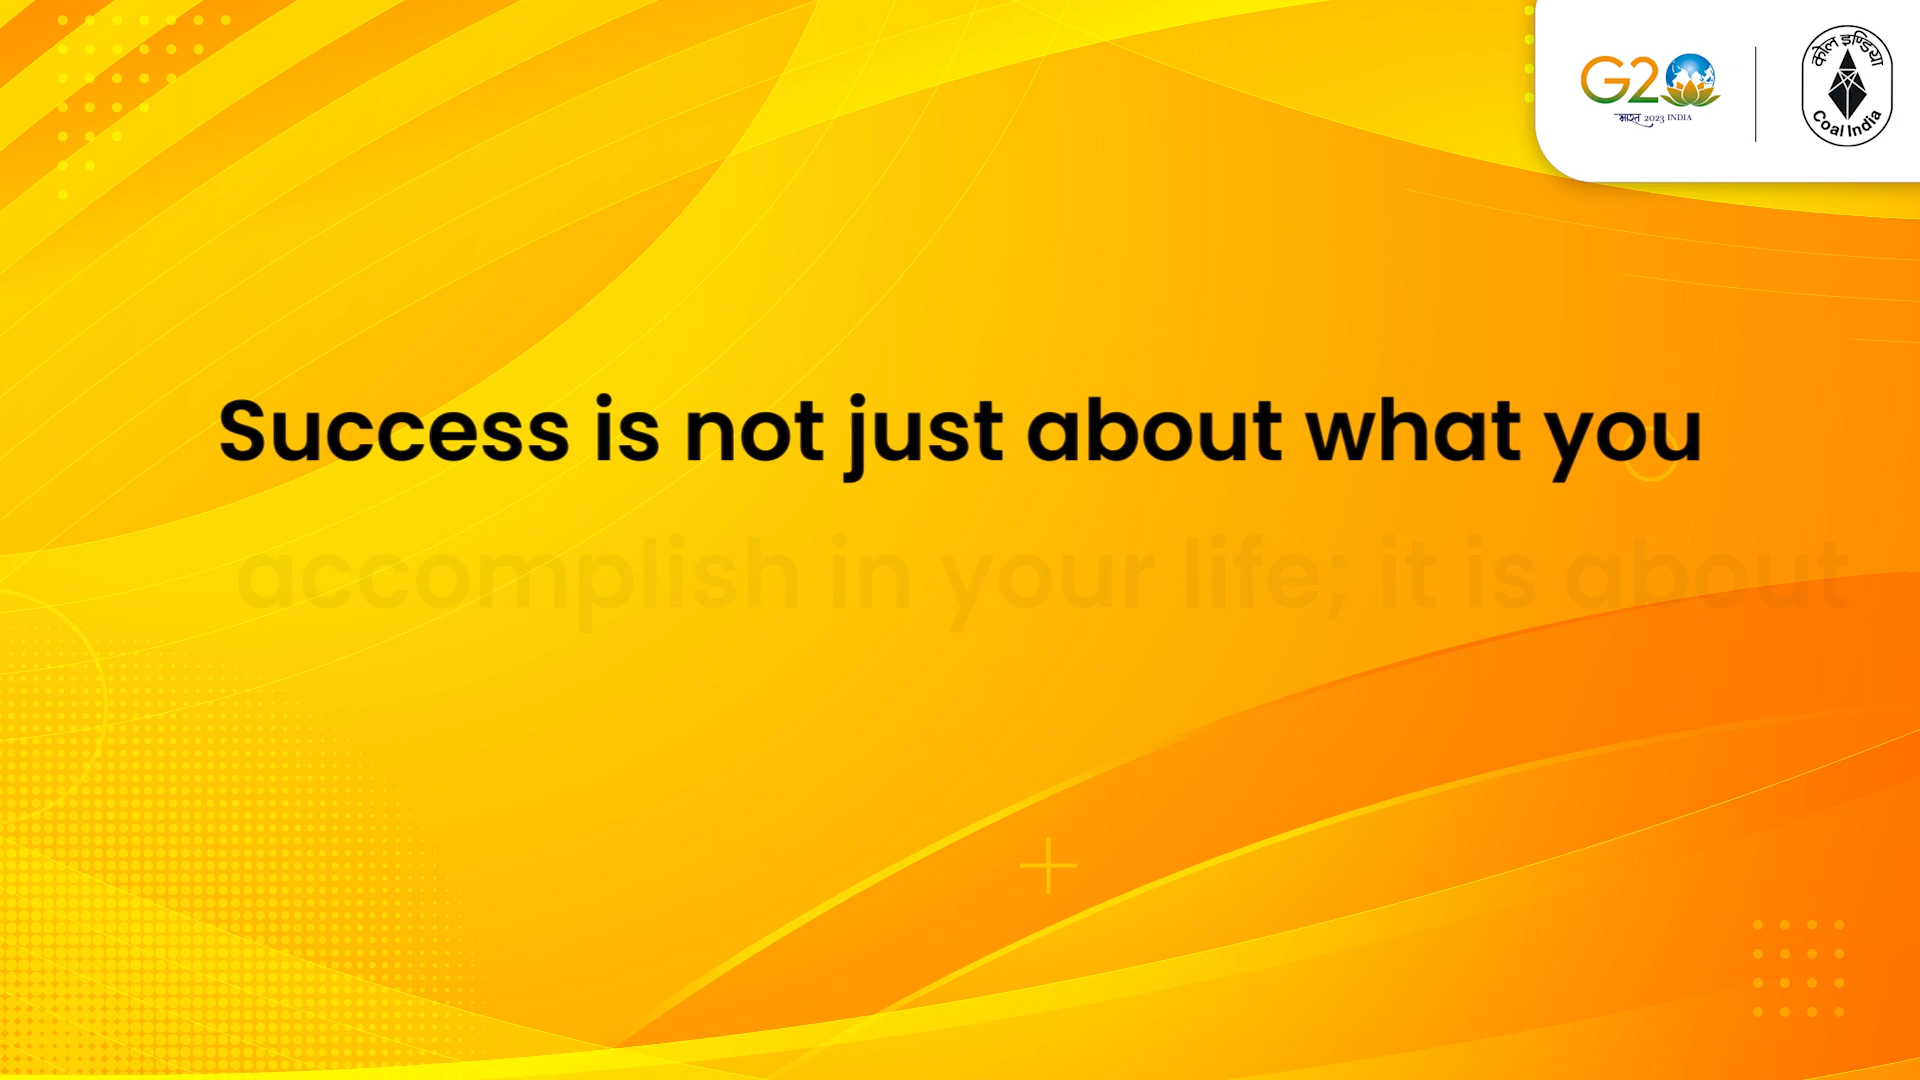 G20
भारत 2023 INDIA
कोल इण्डिया
Coal India
Success is not just about what you
accomplish in your life; it is about